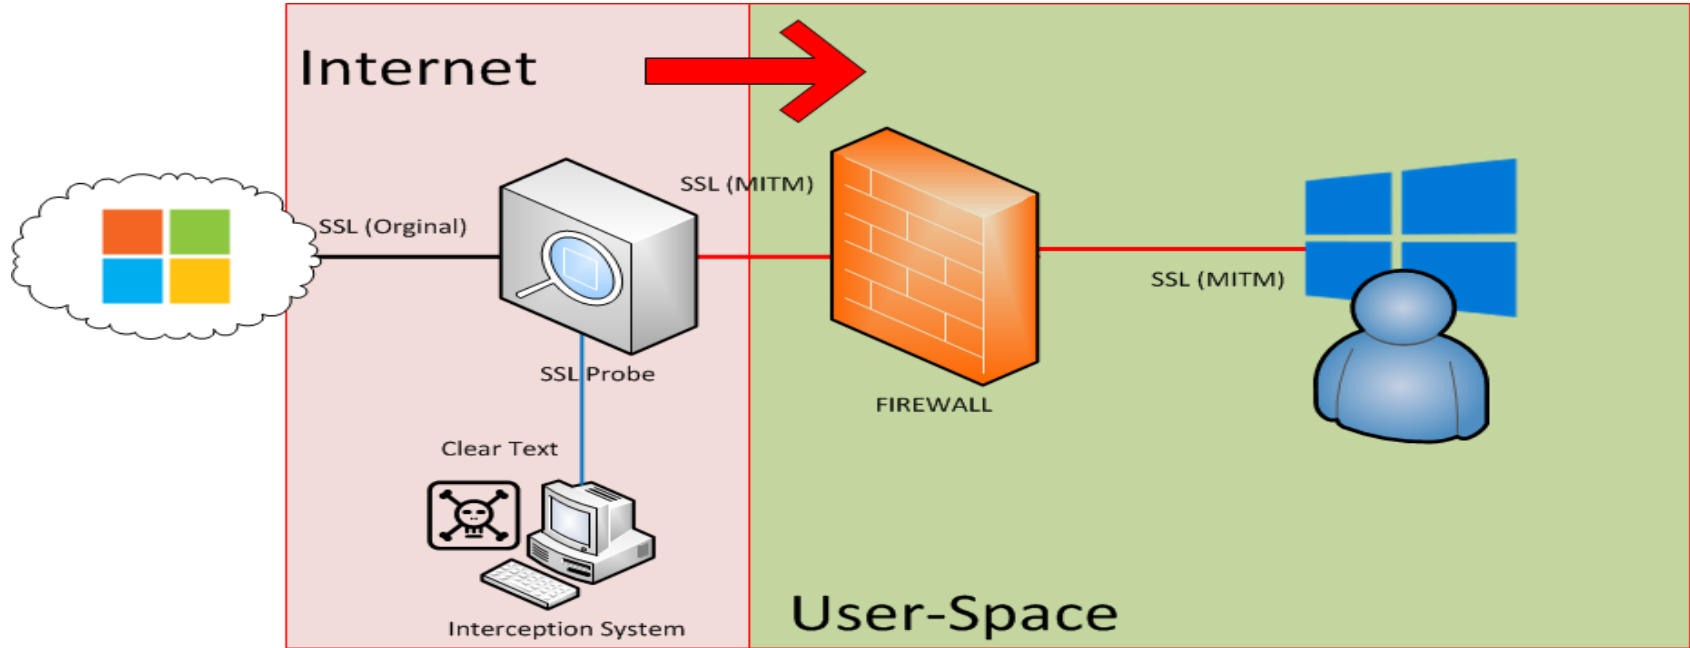 Internet
SSL (Orginal)
SSL (MITM)
SSL Probe
FIREWALL
SSL (MITM)
Clear Text
Interception System
User-Space